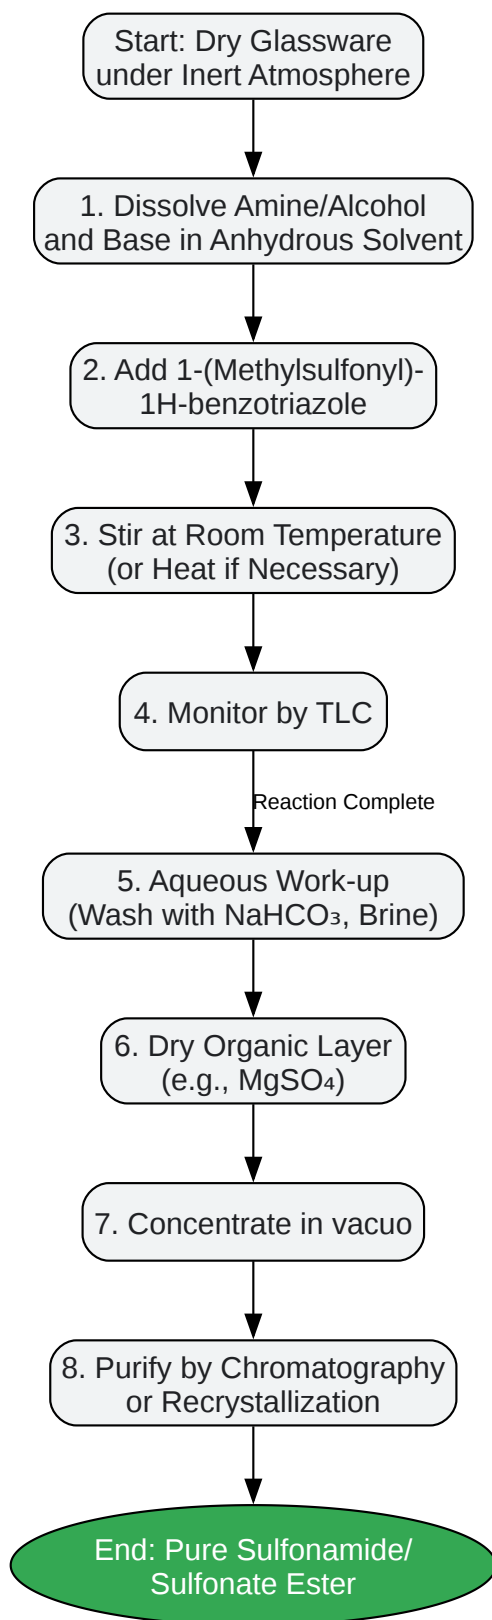 Start: Dry Glassware
under Inert Atmosphere
1. Dissolve Amine/Alcohol
and Base in Anhydrous Solvent
2. Add 1-(Methylsulfonyl)-
1H-benzotriazole
3. Stir at Room Temperature
(or Heat if Necessary)
4. Monitor by TLC
Reaction Complete
5. Aqueous Work-up
(Wash with NaHCO₃, Brine)
6. Dry Organic Layer
(e.g., MgSO₄)
7. Concentrate in vacuo
8. Purify by Chromatography
or Recrystallization
End: Pure Sulfonamide/
Sulfonate Ester